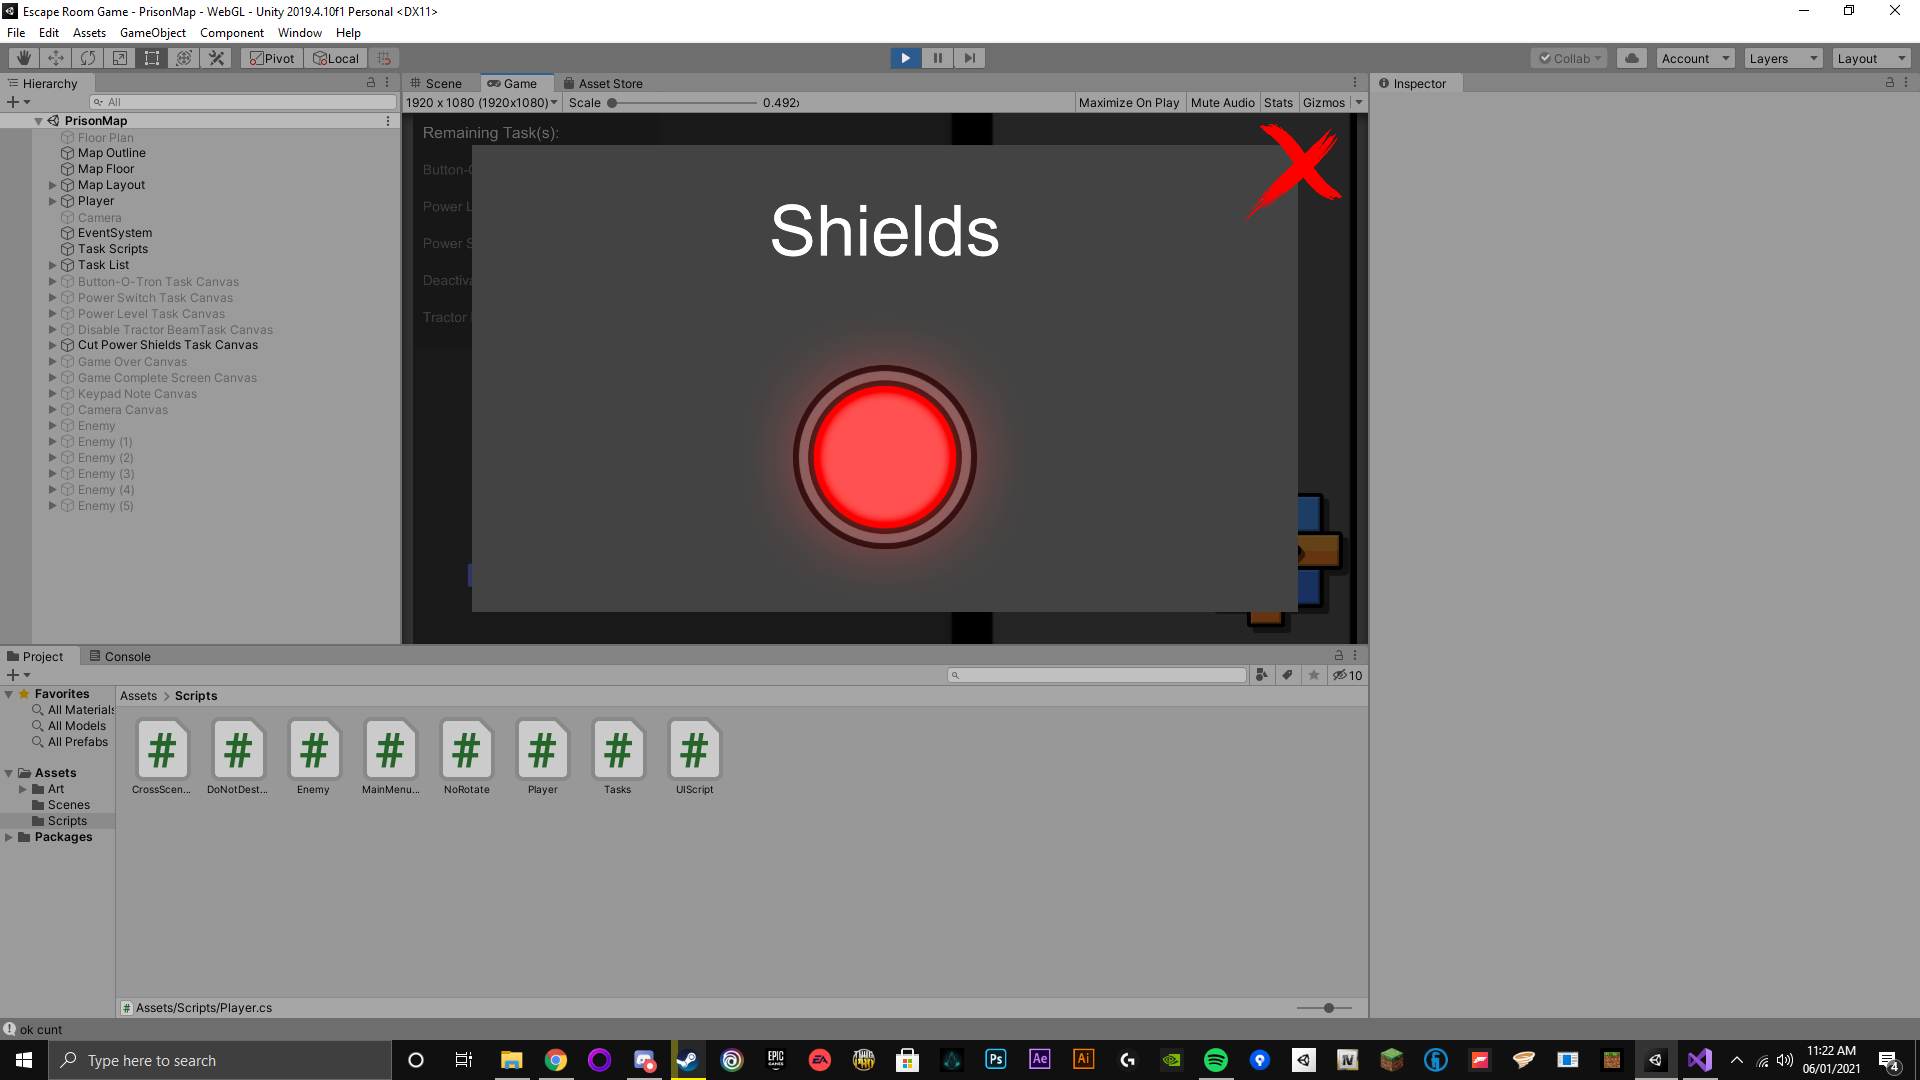 Escape Room Game - PrisonMap - WebGL - Unity 2019.4.10f1 Personal <DX11>
File Edit Assets GameObject Component Window Help
Pivot Local Collab Account Layers Layout
Hierarchy
All
PrisonMap
Floor Plan
Map Outline
Map Floor
Map Layout
Player
Camera
EventSystem
Task Scripts
Task List
Button-O-Tron Task Canvas
Power Switch Task Canvas
Power Level Task Canvas
Disable Tractor BeamTask Canvas
Cut Power Shields Task Canvas
Game Over Canvas
Game Complete Screen Canvas
Keypad Note Canvas
Camera Canvas
Enemy
Enemy (1)
Enemy (2)
Enemy (3)
Enemy (4)
Enemy (5)
Scene Game Asset Store
1920 x 1080 (1920x1080) Scale 0.492x Maximize On Play Mute Audio Stats Gizmos
Remaining Task(s):
Button-
Power L
Power S
Deactiva
Tractor
Shields
Inspector
Project Console
10
Favorites
All Materials
All Models
All Prefabs
Assets
Art
Scenes
Scripts
Packages
Assets > Scripts
CrossScen... DoNotDest... Enemy MainMenu... NoRotate Player Tasks UIScript
Assets/Scripts/Player.cs
ok cunt
Type here to search
EPIC GAMES
EA
Ps
Ae
Ai
11:22 AM
06/01/2021
4